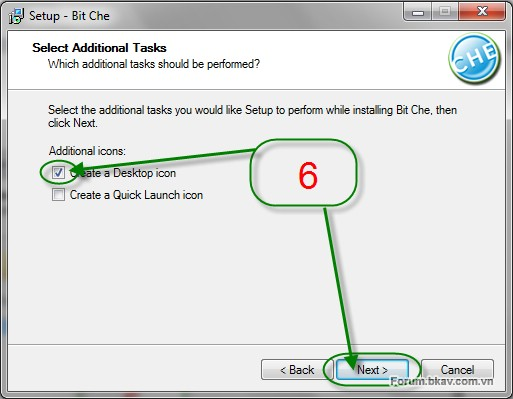 Setup - Bit Che
Select Additional Tasks
Which additional tasks should be performed?
CHE
Select the additional tasks you would like Setup to perform while installing Bit Che, then
click Next.
Additional icons:
Create a Desktop icon
Create a Quick Launch icon
6
< Back
Next >
Cancel
Forum.bkav.com.vn